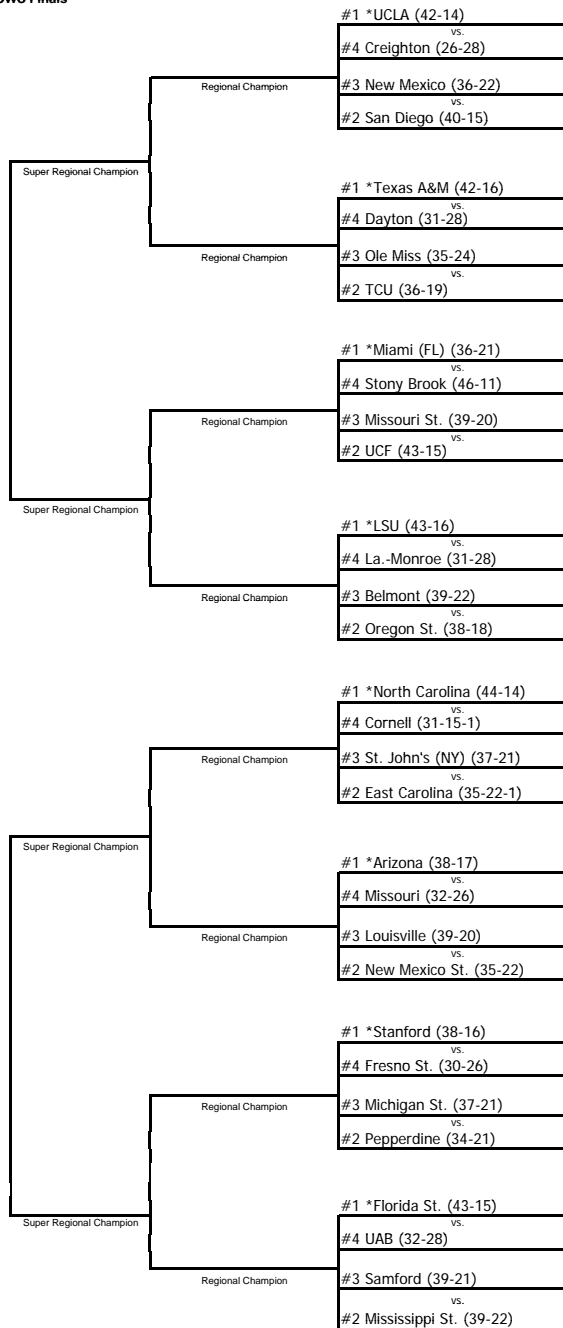 #1 *UCLA (42-14)
vs.
#4 Creighton (26-28)
Regional Champion
#3 New Mexico (36-22)
vs.
#2 San Diego (40-15)
Super Regional Champion
#1 *Texas A&M (42-16)
vs.
#4 Dayton (31-28)
Regional Champion
#3 Ole Miss (35-24)
vs.
#2 TCU (36-19)
#1 *Miami (FL) (36-21)
vs.
#4 Stony Brook (46-11)
Regional Champion
#3 Missouri St. (39-20)
vs.
#2 UCF (43-15)
Super Regional Champion
#1 *LSU (43-16)
vs.
#4 La.-Monroe (31-28)
Regional Champion
#3 Belmont (39-22)
vs.
#2 Oregon St. (38-18)
#1 *North Carolina (44-14)
vs.
#4 Cornell (31-15-1)
Regional Champion
#3 St. John's (NY) (37-21)
vs.
#2 East Carolina (35-22-1)
Super Regional Champion
#1 *Arizona (38-17)
vs.
#4 Missouri (32-26)
Regional Champion
#3 Louisville (39-20)
vs.
#2 New Mexico St. (35-22)
#1 *Stanford (38-16)
vs.
#4 Fresno St. (30-26)
Regional Champion
#3 Michigan St. (37-21)
vs.
#2 Pepperdine (34-21)
Super Regional Champion
#1 *Florida St. (43-15)
vs.
#4 UAB (32-28)
Regional Champion
#3 Samford (39-21)
vs.
#2 Mississippi St. (39-22)